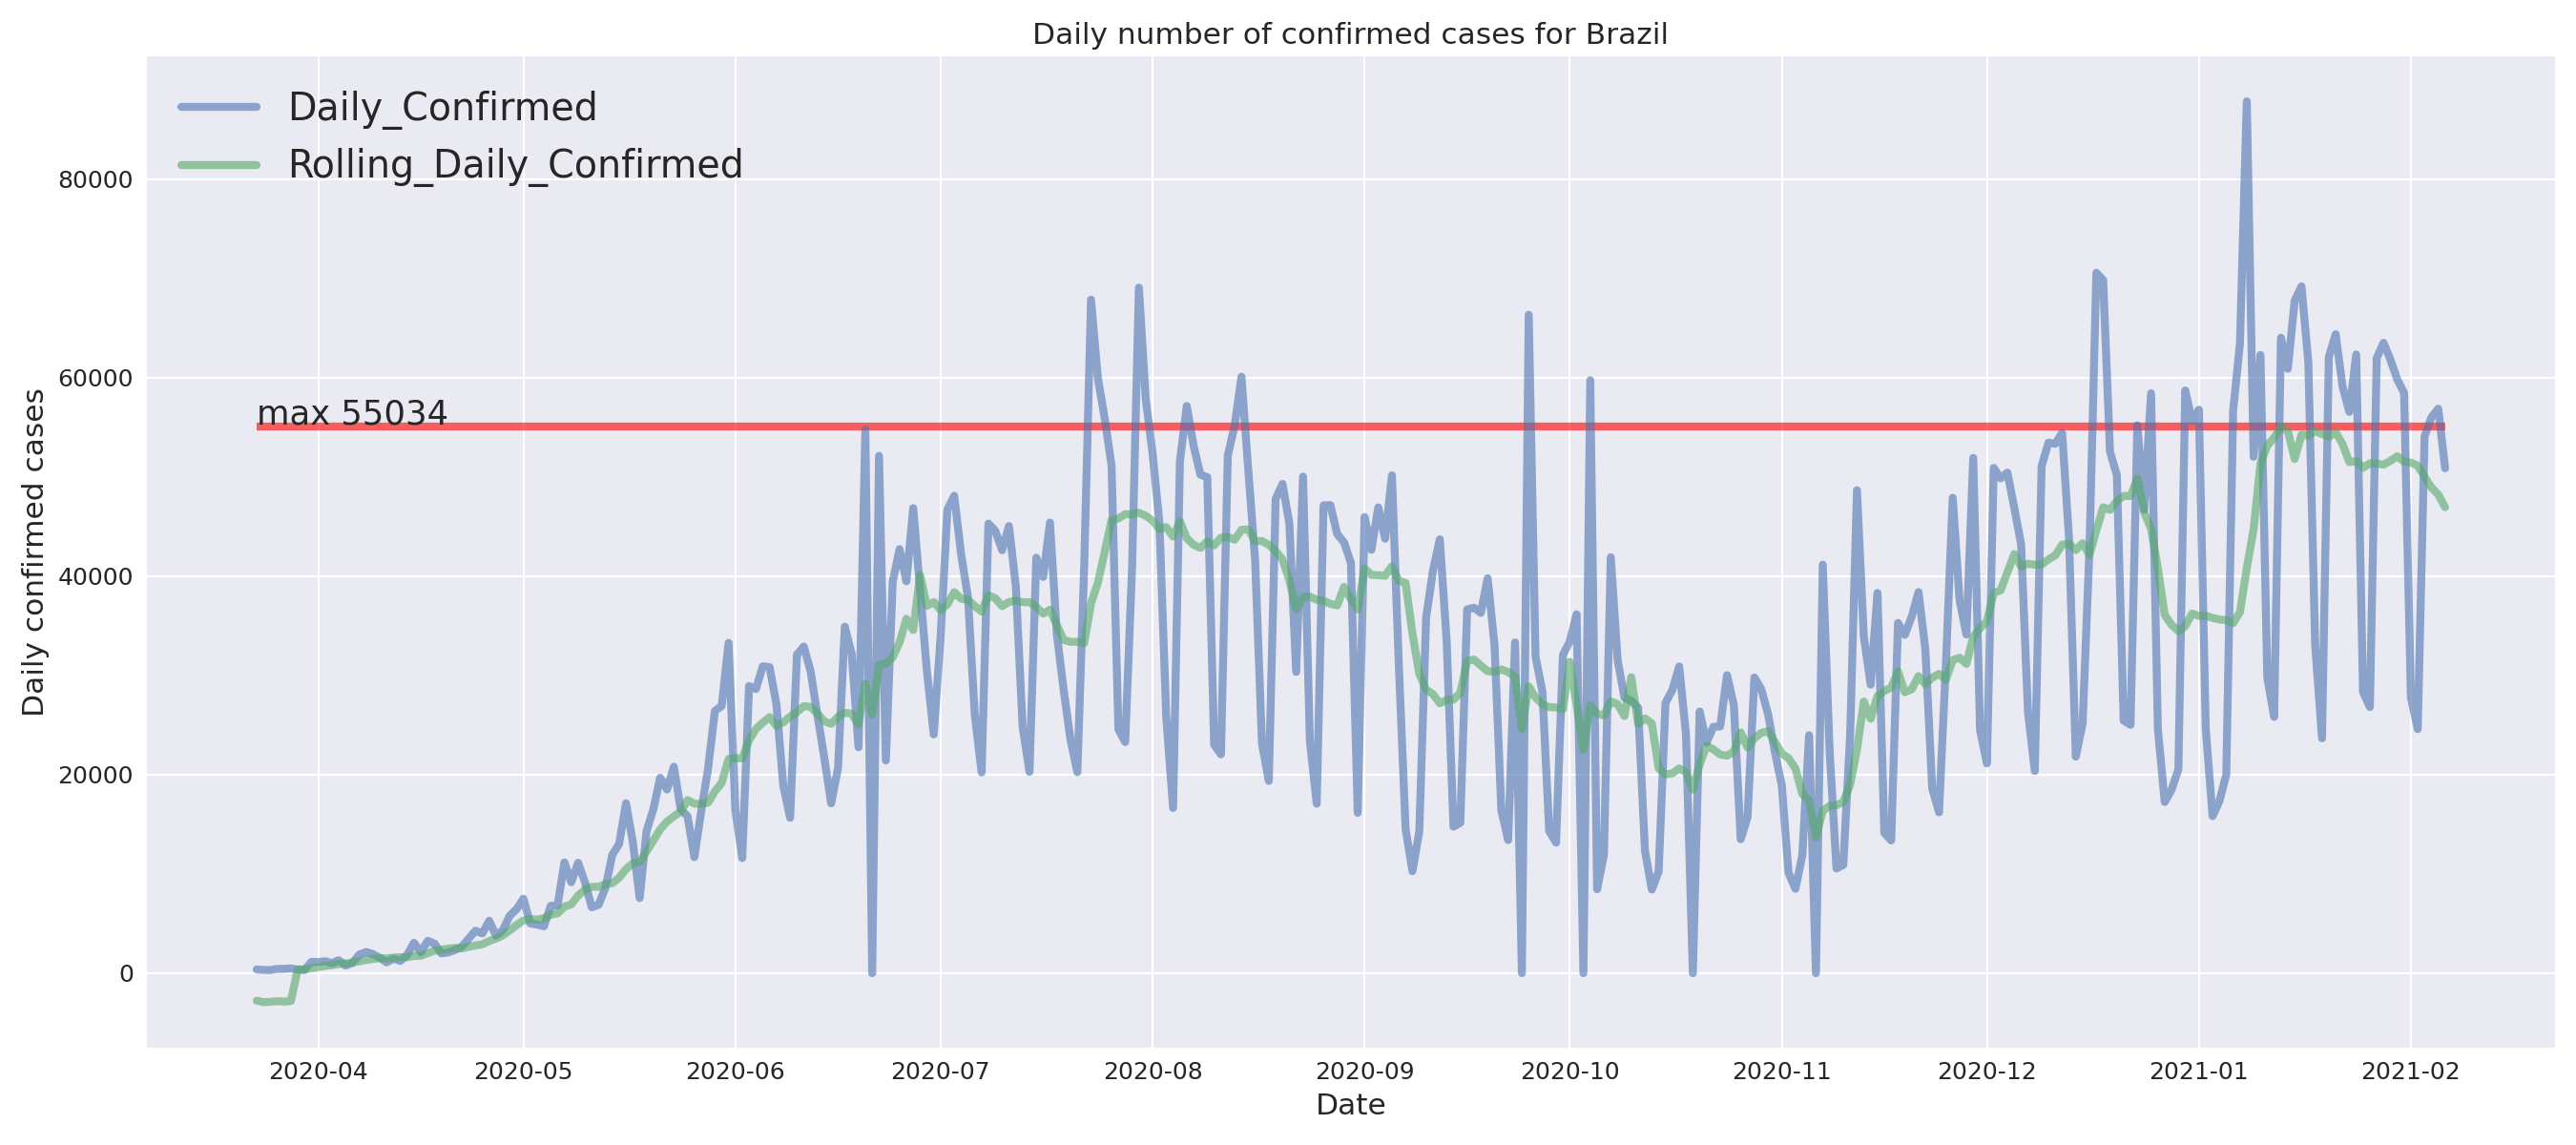 Daily number of confirmed cases for Brazil
Daily_Confirmed
Rolling_Daily_Confirmed
80000
60000
max 55034
40000
20000
0
Daily confirmed cases
2020-04 2020-05 2020-06 2020-07 2020-08 2020-09 2020-10 2020-11 2020-12 2021-01 2021-02
Date